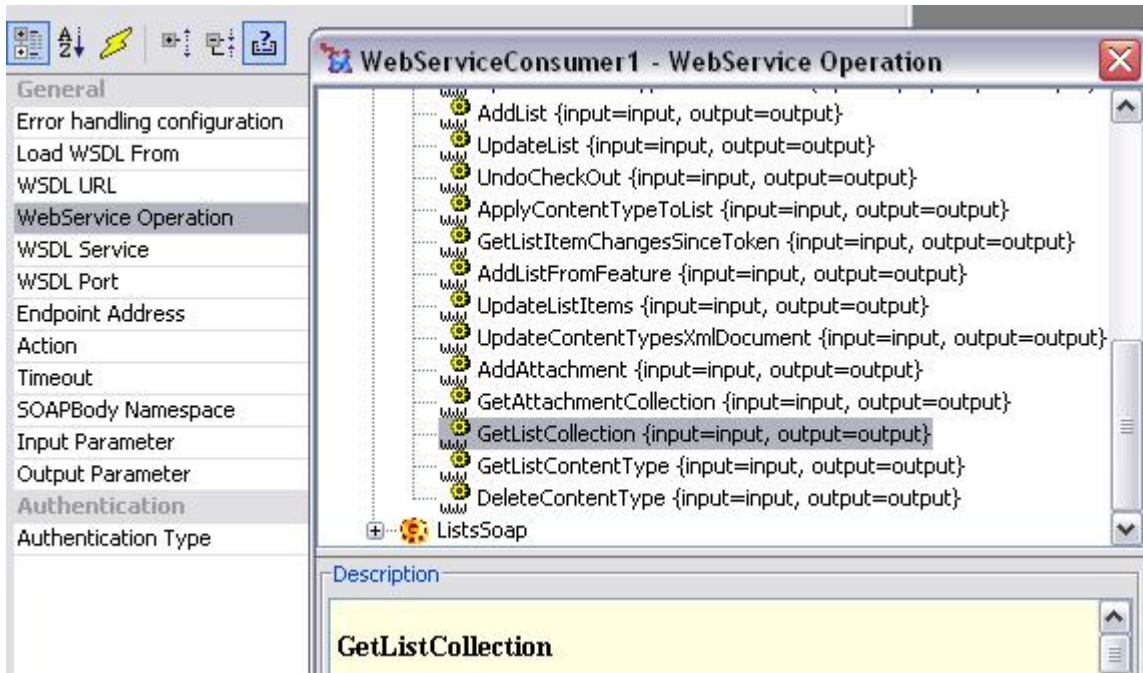 WebServiceConsumer1 - WebService Operation
General
Error handling configuration
Load WSDL From
WSDL URL
WebService Operation
WSDL Service
WSDL Port
Endpoint Address
Action
Timeout
SOAPBody Namespace
Input Parameter
Output Parameter
Authentication
Authentication Type
AddList {input=input, output=output}
UpdateList {input=input, output=output}
UndoCheckOut {input=input, output=output}
ApplyContentTypeToList {input=input, output=output}
GetListItemChangesSinceToken {input=input, output=output}
AddListFromFeature {input=input, output=output}
UpdateListItems {input=input, output=output}
UpdateContentTypesXmlDocument {input=input, output=output}
AddAttachment {input=input, output=output}
GetAttachmentCollection {input=input, output=output}
GetListCollection {input=input, output=output}
GetListContentType {input=input, output=output}
DeleteContentType {input=input, output=output}
ListsSoap
Description
GetListCollection